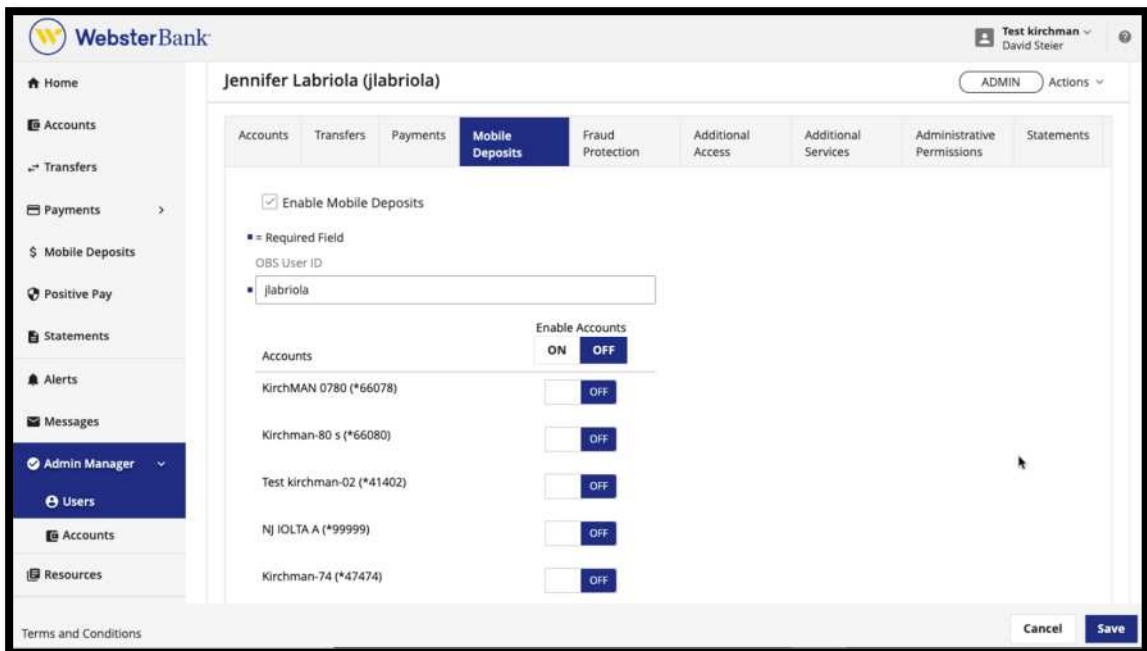 WebsterBank
Test kirchman
David Steier
Home
Accounts
Transfers
Payments
Mobile Deposits
Positive Pay
Statements
Alerts
Messages
Admin Manager
Users
Accounts
Resources
Jennifer Labriola (jlabriola)
ADMIN Actions
Accounts Transfers Payments Mobile Deposits Fraud Protection Additional Access Additional Services Administrative Permissions Statements
Enable Mobile Deposits
= Required Field
OBS User ID
jlabriola
Enable Accounts
Accounts ON OFF
KirchMAN 0780 (*66078) OFF
Kirchman-80 s (*66080) OFF
Test kirchman-02 (*41402) OFF
NJ IOLTA A (*99999) OFF
Kirchman-74 (*47474) OFF
Terms and Conditions
Cancel Save